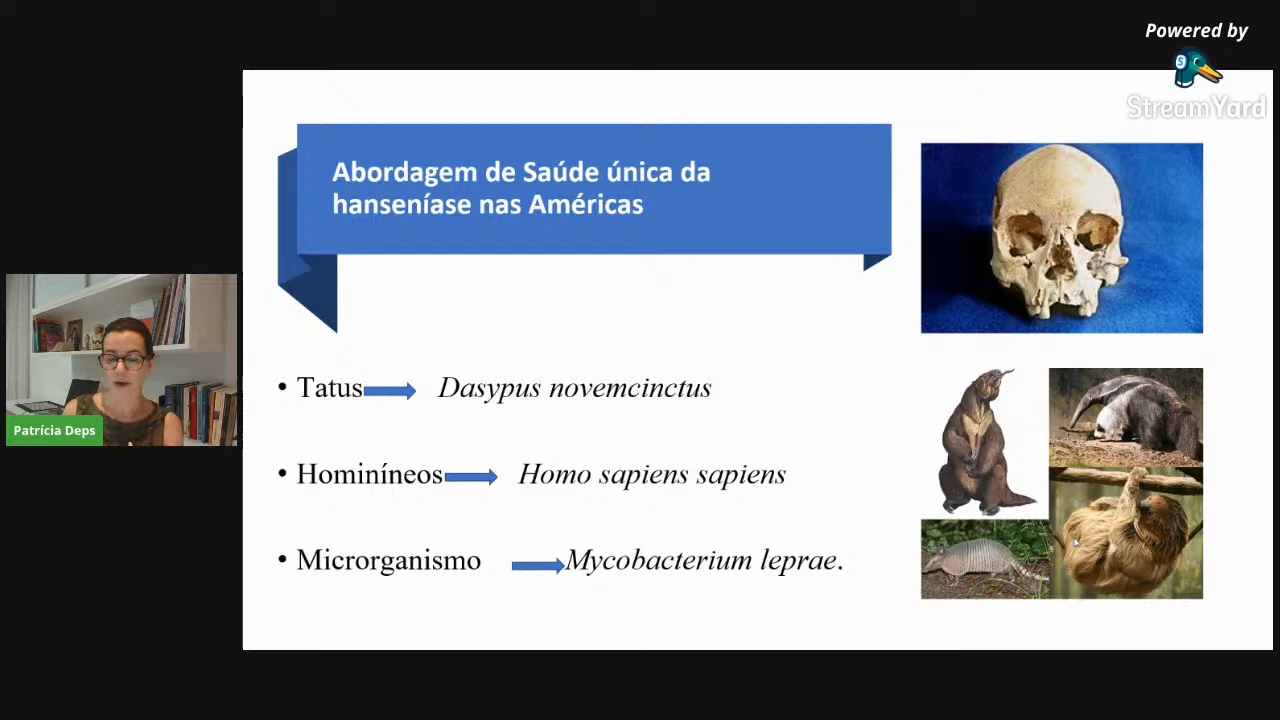 Powered by
StreamYard
Abordagem de Saúde única da
hanseníase nas Américas
• Tatus Dasypus novemcinctus
• Hominíneos Homo sapiens sapiens
• Microrganismo Mycobacterium leprae.
Patrícia Deps